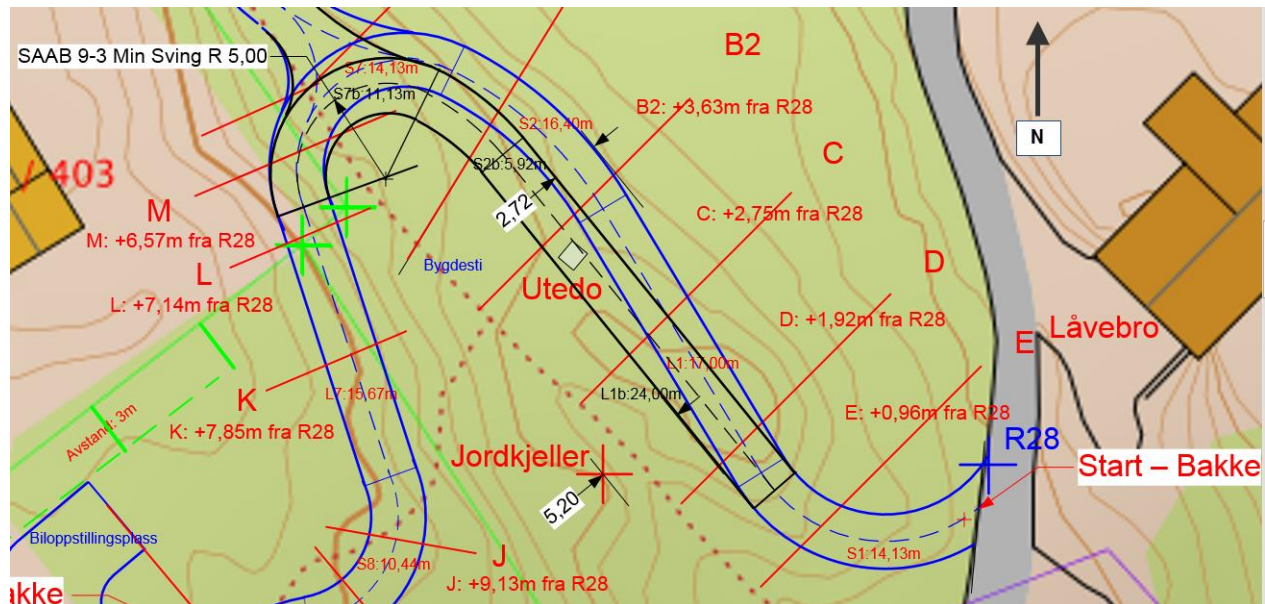 B2
SAAB 9-3 Min Sving R 5,00
S7:14,13m
S7b:11,13m
B2: +3,63m fra R28
S2:16,40m
N
S2b:5,92m
C
/ 403
2,72
M
C: +2,75m fra R28
M: +6,57m fra R28
D
L
Bygdesti
Utedo
L: +7,14m fra R28
D: +1,92m fra R28
E
Låvebro
L1:17,00m
K
L7:15,67m
L1b:24,00m
Avstand: 3m
E: +0,96m fra R28
K: +7,85m fra R28
R28
Jordkjeller
Start – Bakke
5,20
Biloppstillingsplass
J
S1:14,13m
S8:10,44m
J: +9,13m fra R28
akke